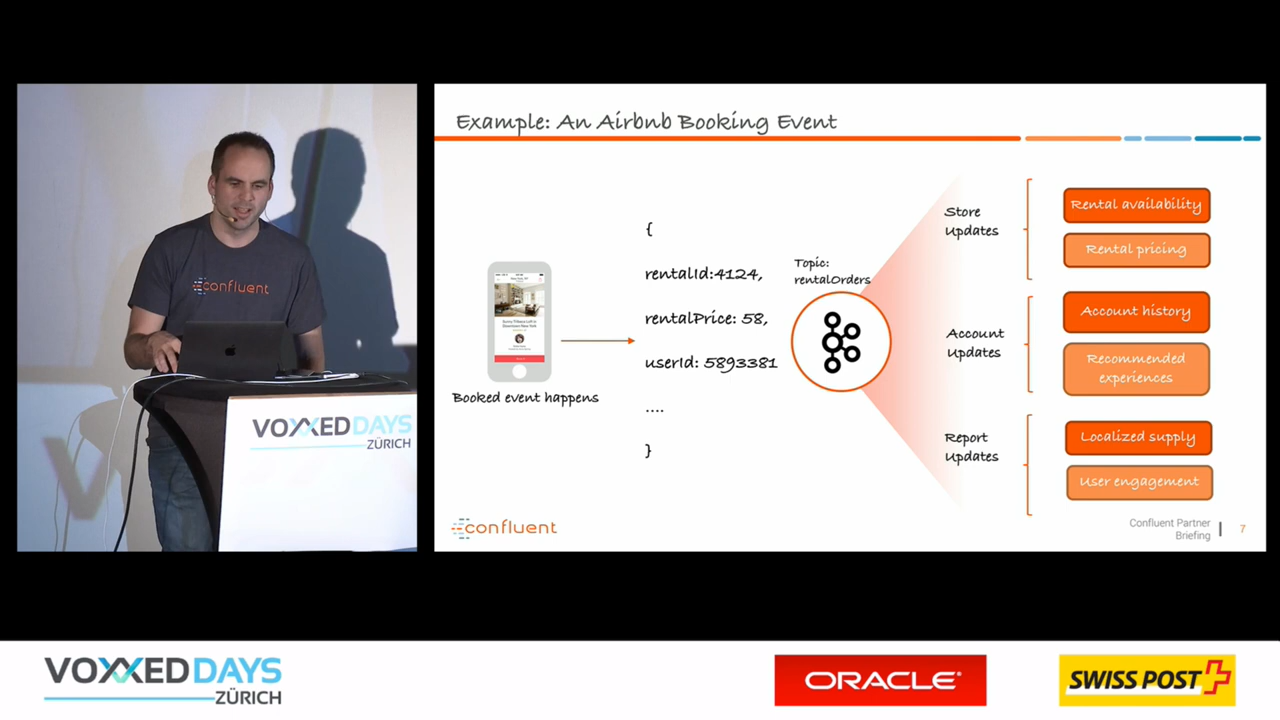 confluent
VOXXED DAYS
ZÜRICH
Example: An Airbnb Booking Event
Booked event happens
{
rentalId:4124,
rentalPrice: 58,
userId: 5893381
....
}
Topic:
rentalOrders
Store
Updates
Rental availability
Rental pricing
Account
Updates
Account history
Recommended
experiences
Report
Updates
Localized supply
User engagement
confluent
Confluent Partner
Briefing
7
VOXXED DAYS
ZÜRICH
ORACLE®
SWISS POST